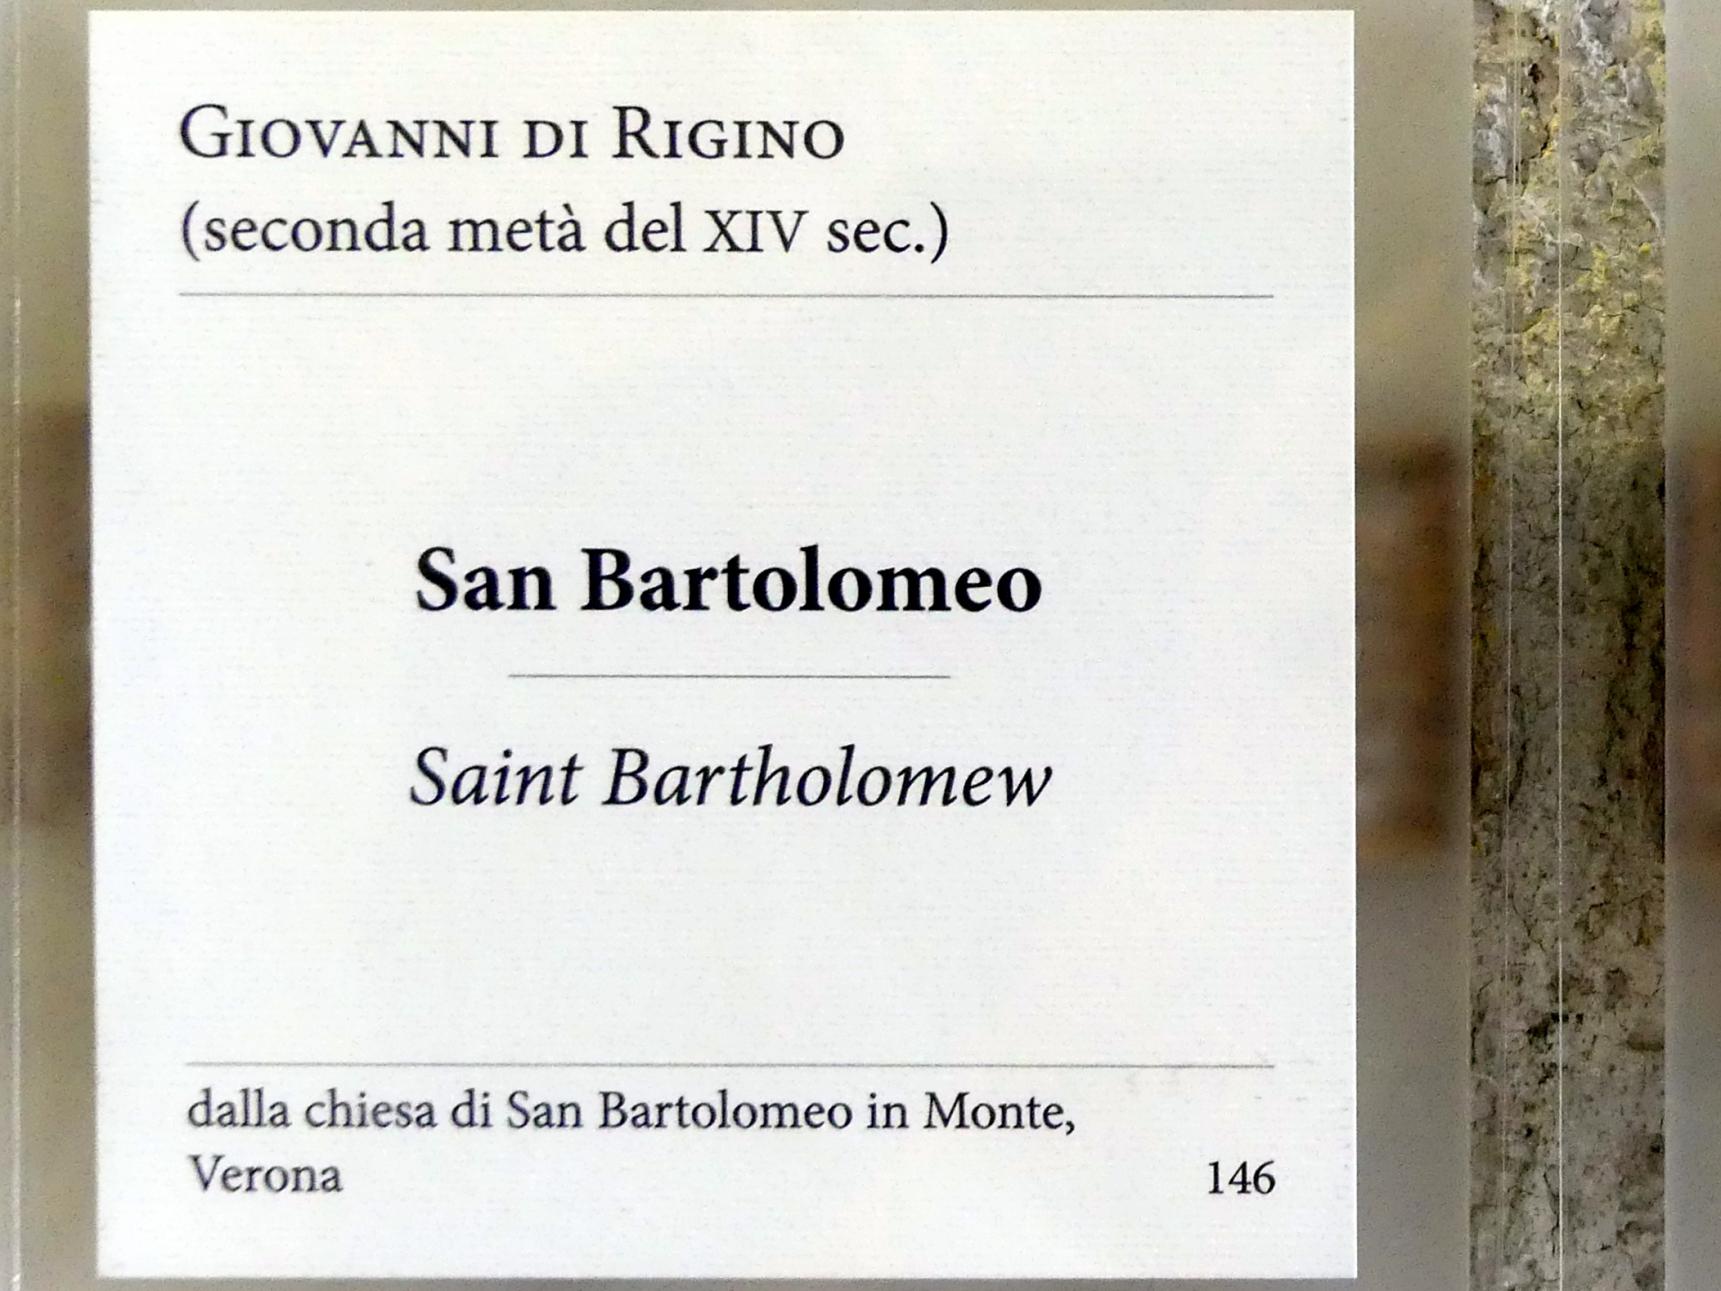 Giovanni di Rigino
(seconda metà del XIV sec.)
San Bartolomeo
Saint Bartholomew
dalla chiesa di San Bartolomeo in Monte,
Verona 146